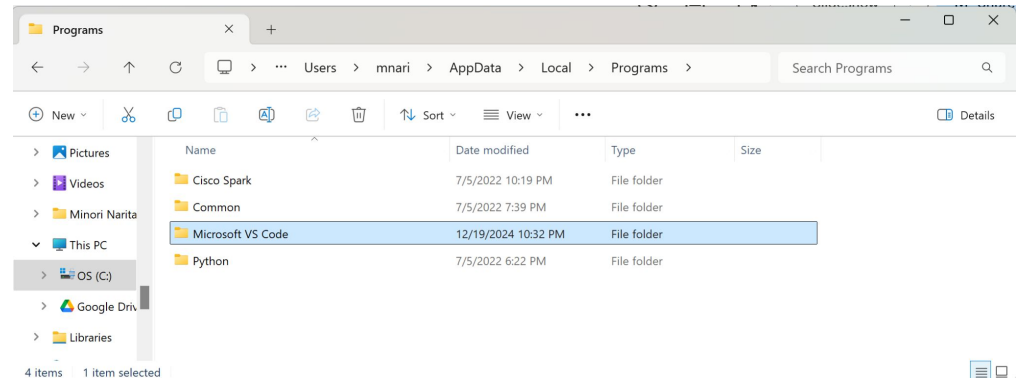 Programs
Users > mnari > AppData > Local > Programs >
Search Programs
New
Sort
View
Details
Name Date modified Type Size
Pictures
Videos
Minori Narita
This PC
OS (C:)
Google Driv
Libraries
Cisco Spark 7/5/2022 10:19 PM File folder
Common 7/5/2022 7:39 PM File folder
Microsoft VS Code 12/19/2024 10:32 PM File folder
Python 7/5/2022 6:22 PM File folder
4 items 1 item selected